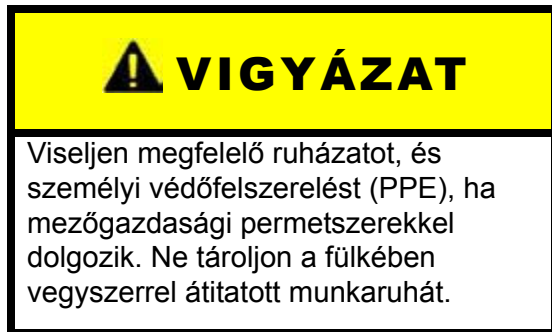 VIGYÁZAT
Viseljen megfelelő ruházatot, és
személyi védőfelszerelést (PPE), ha
mezőgazdasági permetszerekkel
dolgozik. Ne tároljon a fülkében
vegyszerrel átitatott munkaruhát.